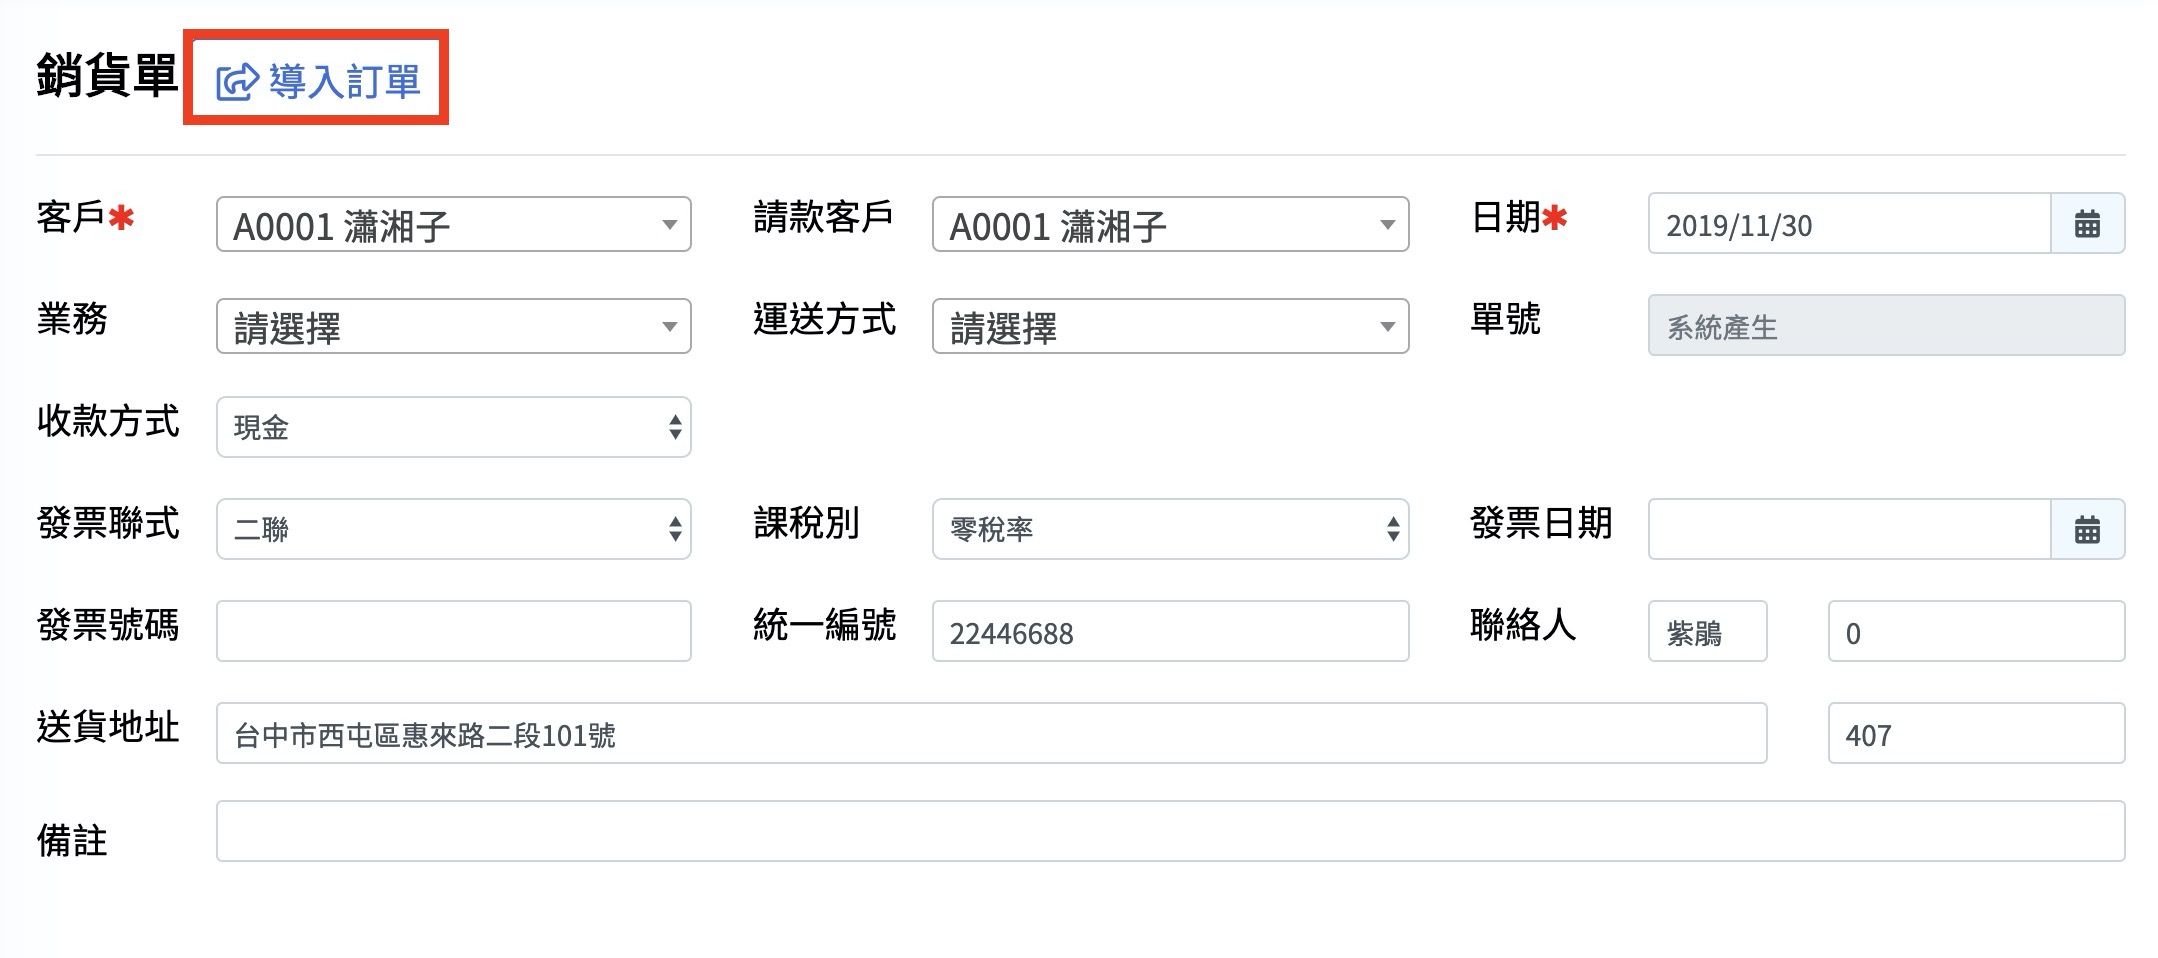 銷貨單 導入訂單
客戶* A0001 瀟湘子 請款客戶 A0001 瀟湘子 日期* 2019/11/30
業務 請選擇 運送方式 請選擇 單號 系統產生
收款方式 現金
發票聯式 二聯 課稅別 零稅率 發票日期
發票號碼 統一編號 22446688 聯絡人 紫鵑 0
送貨地址 台中市西屯區惠來路二段101號 407
備註